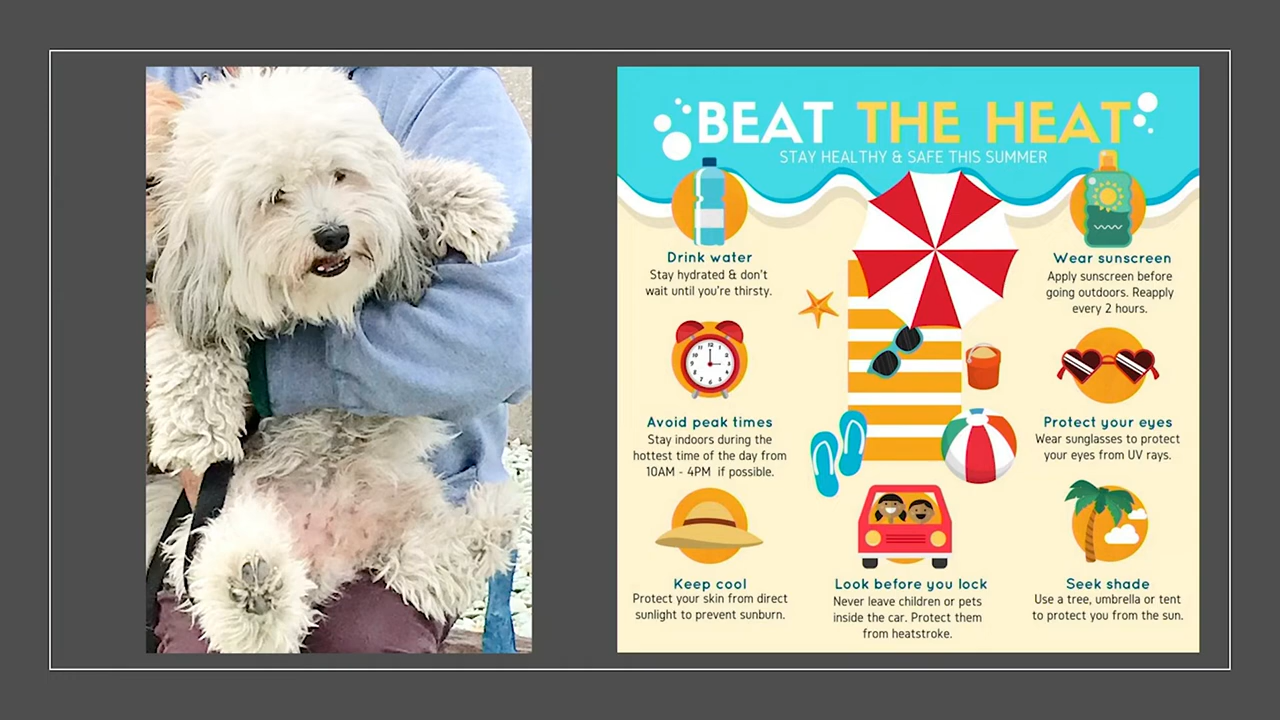 BEAT THE HEAT
STAY HEALTHY & SAFE THIS SUMMER
Drink water
Stay hydrated & don't
wait until you're thirsty.
Wear sunscreen
Apply sunscreen before
going outdoors. Reapply
every 2 hours.
Avoid peak times
Stay indoors during the
hottest time of the day from
10AM - 4PM if possible.
Protect your eyes
Wear sunglasses to protect
your eyes from UV rays.
Keep cool
Protect your skin from direct
sunlight to prevent sunburn.
Look before you lock
Never leave children or pets
inside the car. Protect them
from heatstroke.
Seek shade
Use a tree, umbrella or tent
to protect you from the sun.